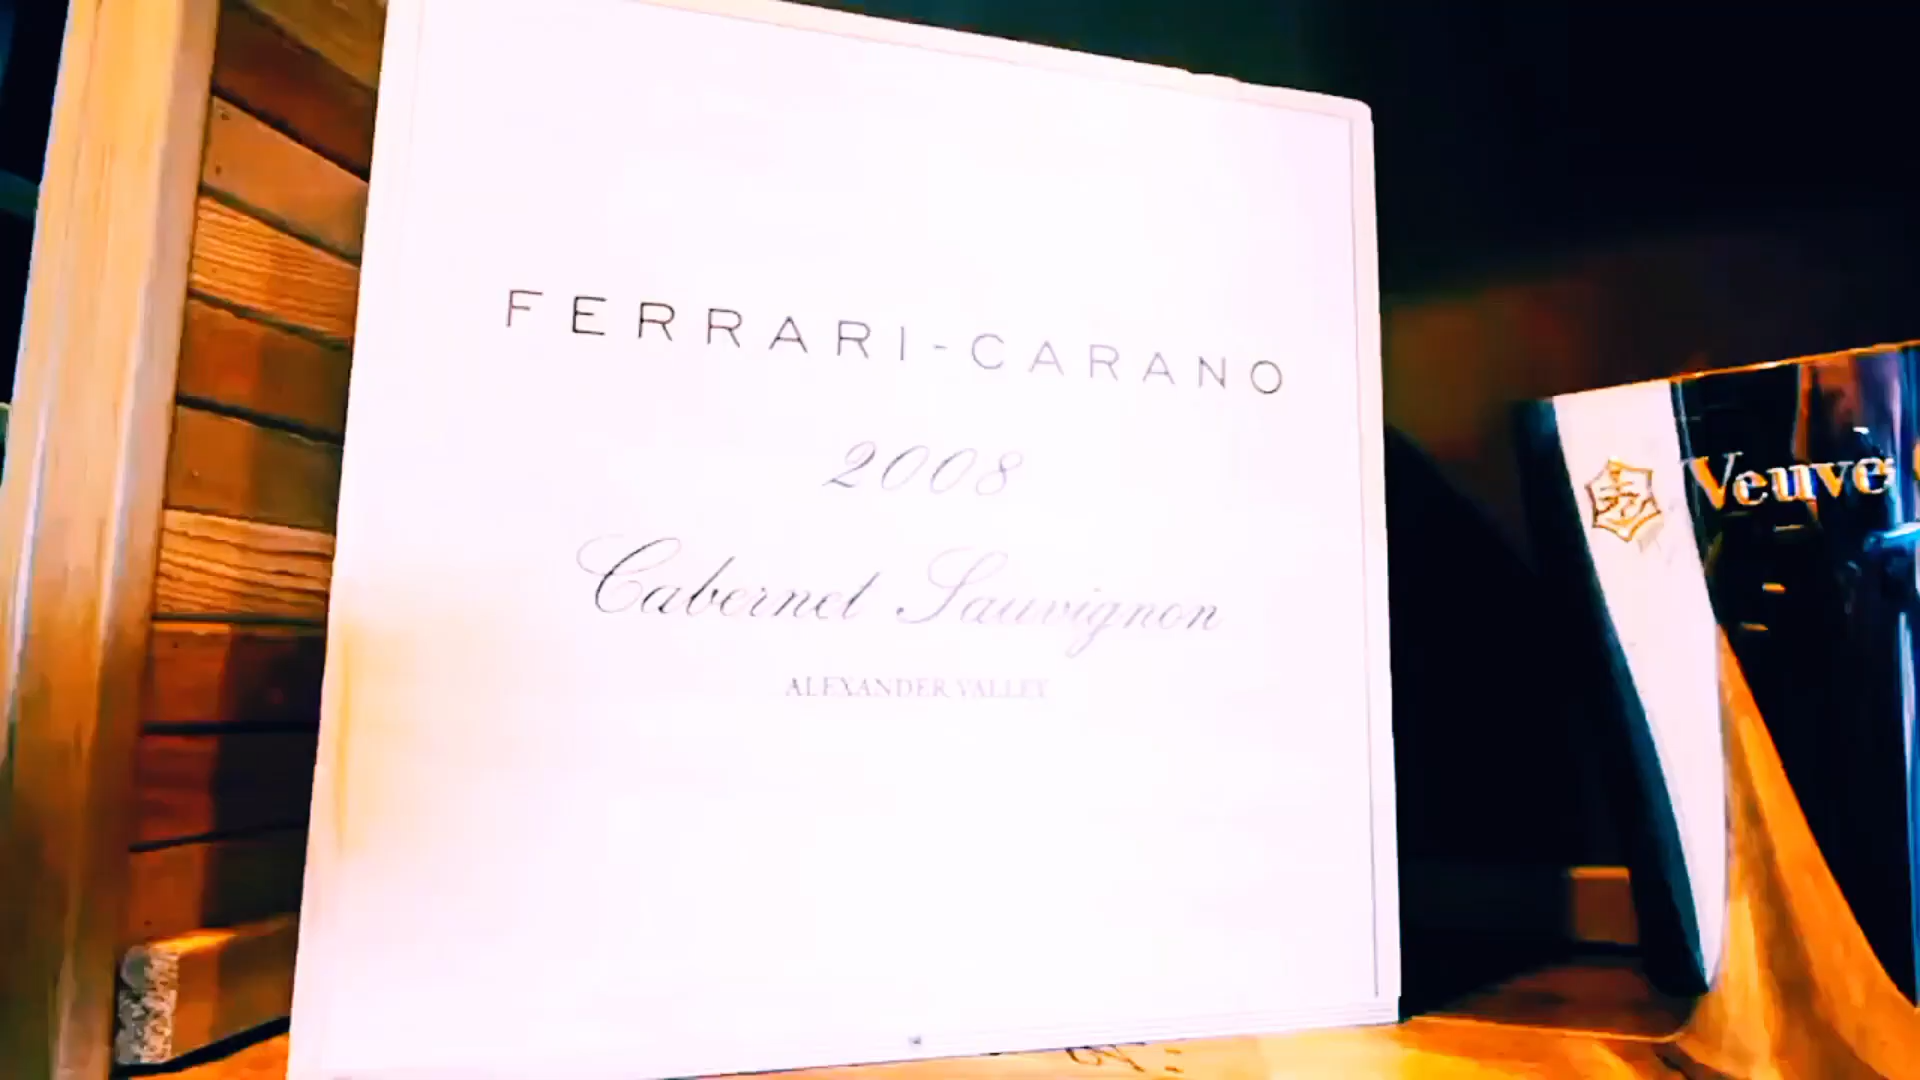 FERRARI-CARANO
2008
Cabernet Sauvignon
ALEXANDER VALLEY
Veuve